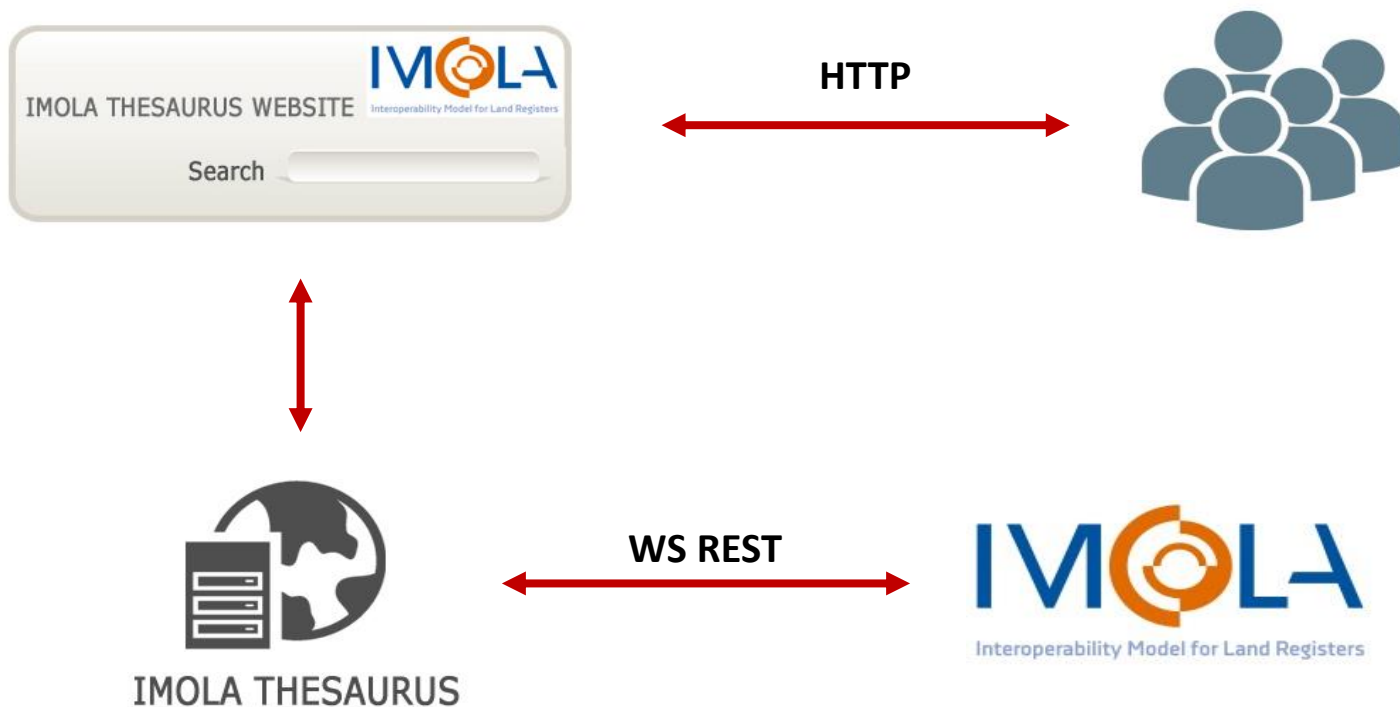 IMOLA
IMOLA THESAURUS WEBSITE
Interoperability Model for Land Registers
Search
HTTP
WS REST
IMOLA
Interoperability Model for Land Registers
IMOLA THESAURUS